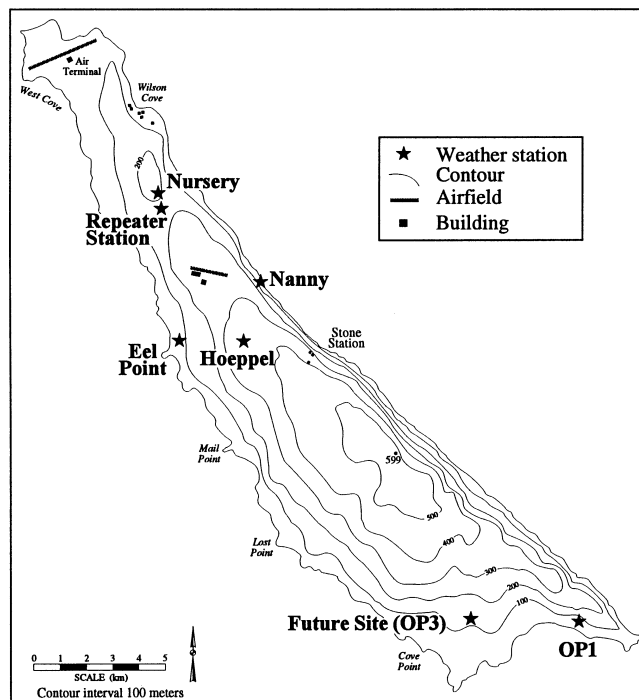 Air
Terminal
West Cove
Wilson
Cove
Weather station
Contour
Airfield
Building
200
Nursery
Repeater
Station
Nanny
Stone
Station
Eel
Point
Hoeppel
Mail
Point
599
500
Lost
Point
400
300
200
100
Future Site (OP3)
OP1
Cove
Point
0 1 2 3 4 5
SCALE (km)
Contour interval 100 meters